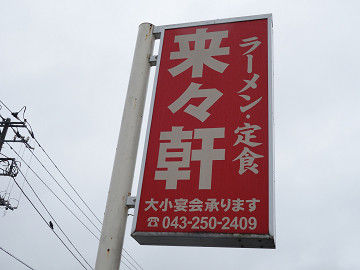 ラーメン・定食
来々軒
大小宴会承ります
☎043-250-2409